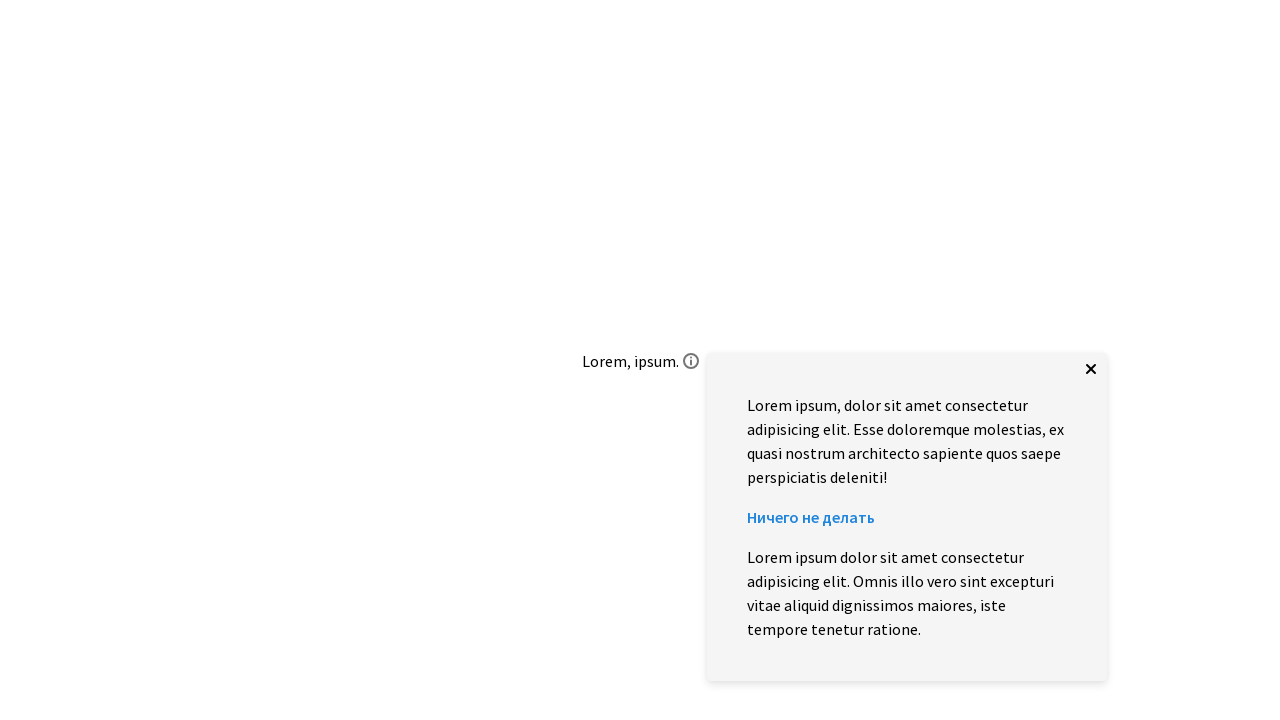 Lorem, ipsum.
Lorem ipsum, dolor sit amet consectetur
adipisicing elit. Esse doloremque molestias, ex
quasi nostrum architecto sapiente quos saepe
perspiciatis deleniti!
Ничего не делать
Lorem ipsum dolor sit amet consectetur
adipisicing elit. Omnis illo vero sint excepturi
vitae aliquid dignissimos maiores, iste
tempore tenetur ratione.